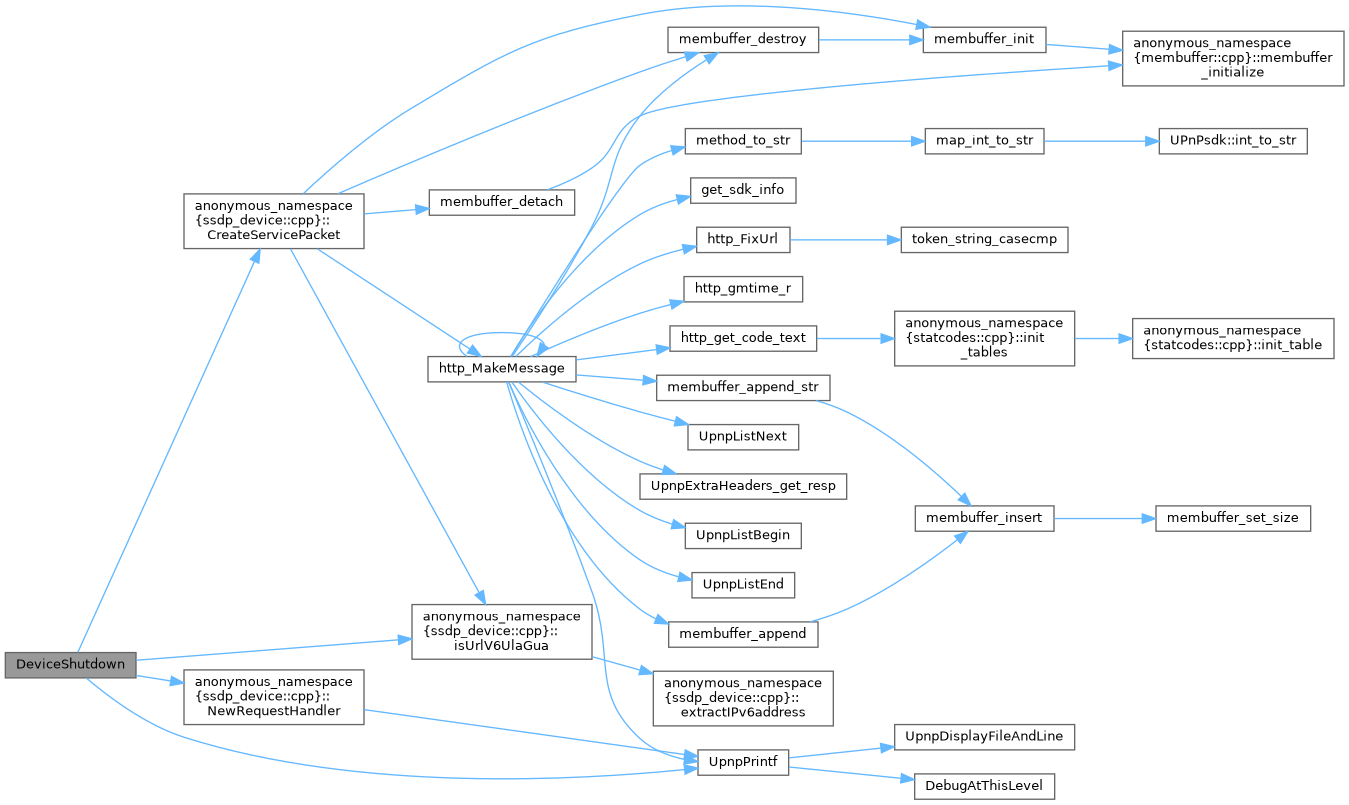 membuffer_destroy
membuffer_init
anonymous_namespace
{membuffer::cpp}::membuffer
_initialize
method_to_str
map_int_to_str
UPnPsdk::int_to_str
anonymous_namespace
{ssdp_device::cpp}::
CreateServicePacket
membuffer_detach
get_sdk_info
http_FixUrl
token_string_casecmp
http_gmtime_r
http_get_code_text
anonymous_namespace
{statcodes::cpp}::init
_tables
anonymous_namespace
{statcodes::cpp}::init_table
http_MakeMessage
membuffer_append_str
UpnpListNext
UpnpExtraHeaders_get_resp
membuffer_insert
membuffer_set_size
UpnpListBegin
UpnpListEnd
anonymous_namespace
{ssdp_device::cpp}::
isUrlV6UlaGua
membuffer_append
DeviceShutdown
anonymous_namespace
{ssdp_device::cpp}::
NewRequestHandler
anonymous_namespace
{ssdp_device::cpp}::
extractIPv6address
UpnpPrintf
UpnpDisplayFileAndLine
DebugAtThisLevel